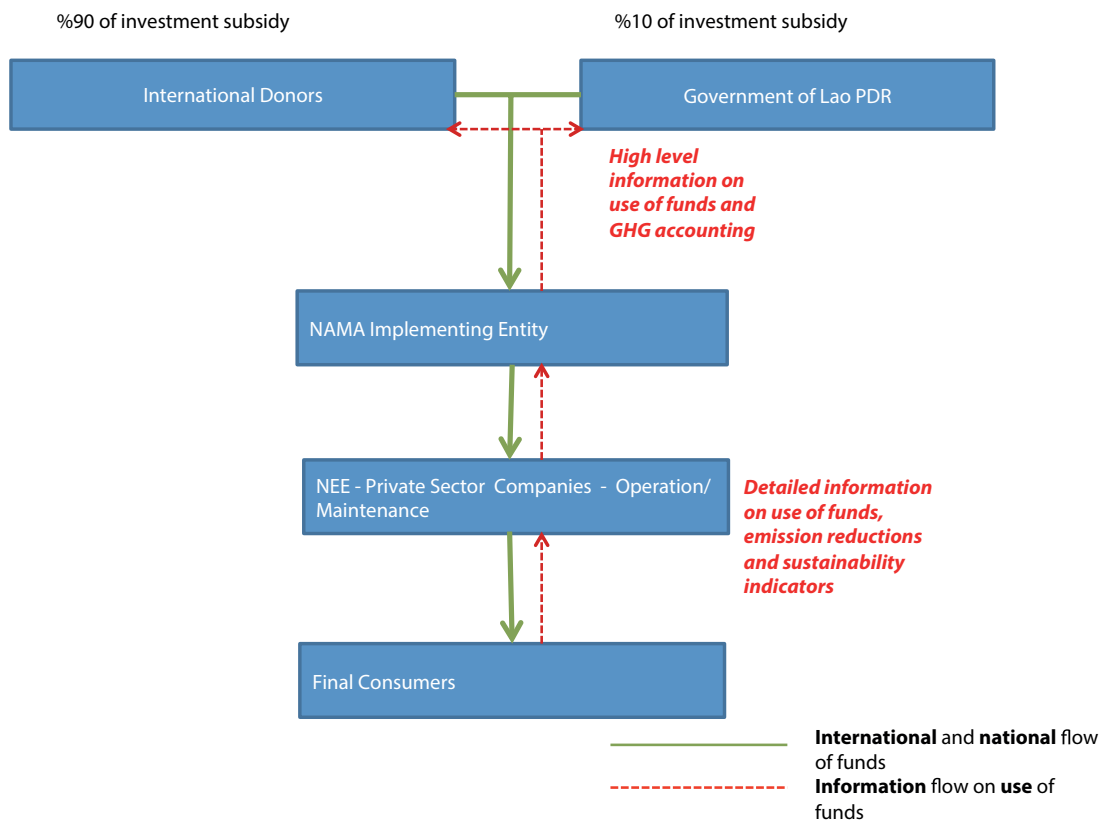 %90 of investment subsidy
%10 of investment subsidy
International Donors
Government of Lao PDR
High level
information on
use of funds and
GHG accounting
NAMA Implementing Entity
NEE - Private Sector Companies - Operation/
Maintenance
Detailed information
on use of funds,
emission reductions
and sustainability
indicators
Final Consumers
International and national flow
of funds
Information flow on use of
funds